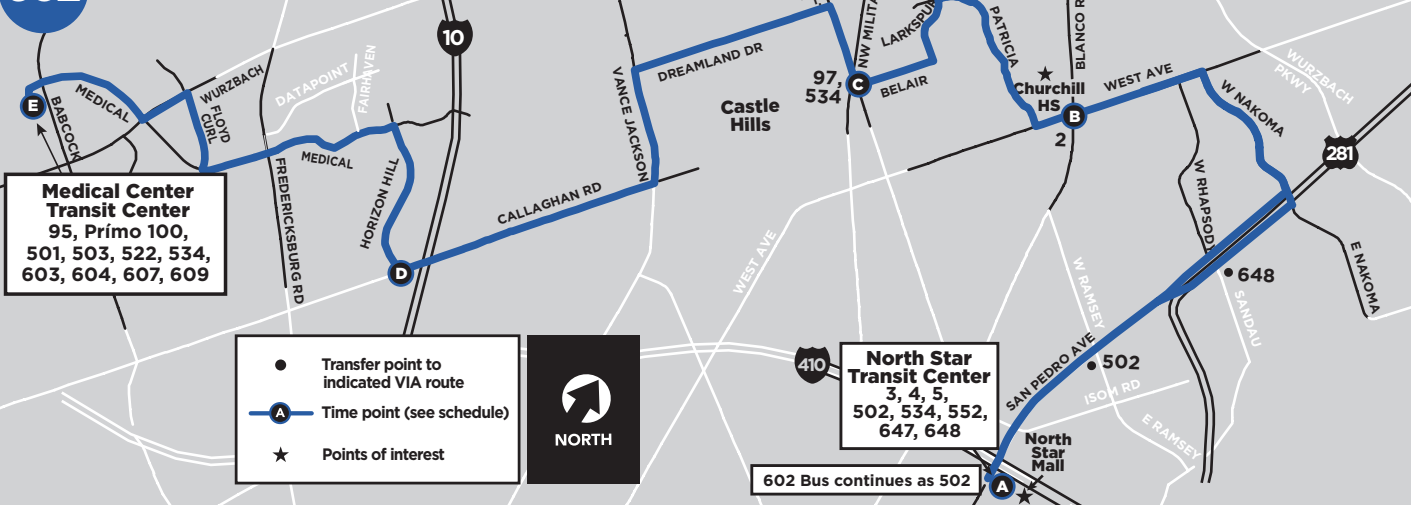 602
10
E
BABCOCK
MEDICAL
WURZBACH
FLOYD
CURL
DATAPOINT
FAIRHAVEN
MEDICAL
FREDERICKSBURG RD
HORIZON HILL
D
CALLAGHAN RD
VANCE JACKSON
DREAMLAND DR
Castle
Hills
97,
534
C
BELAIR
LARKSPUR
PATRICIA
Churchill
HS
B
2
WEST AVE
W NAKOMA
WURZBACH
PKWY
281
W RHAPSODY
E NAKOMA
648
SANDAU
W RAMSEY
502
SAN PEDRO AVE
ISOM RD
E RAMSEY
WEST AVE
410
Medical Center
Transit Center
95, Prímo 100,
501, 503, 522, 534,
603, 604, 607, 609
Transfer point to
indicated VIA route
A
Time point (see schedule)
Points of interest
NORTH
North Star
Transit Center
3, 4, 5,
502, 534, 552,
647, 648
North
Star
Mall
602 Bus continues as 502
A